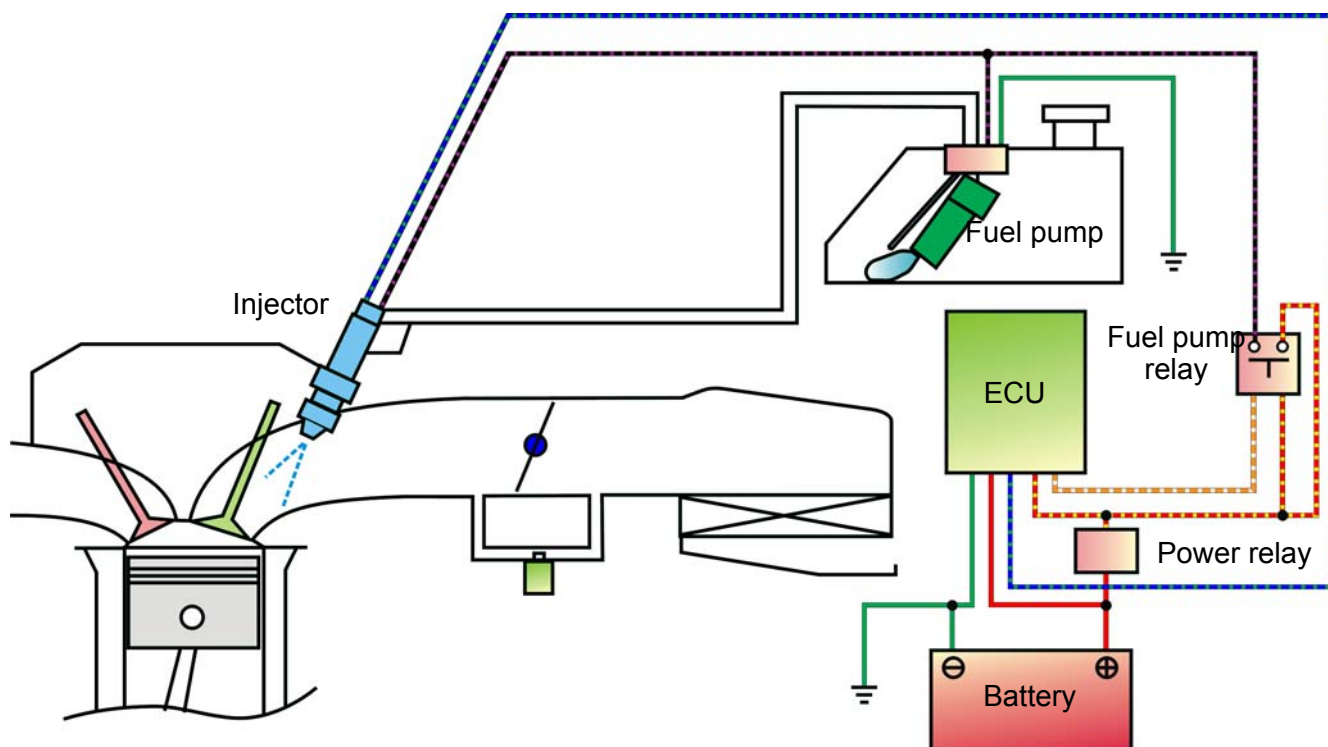 Fuel pump
Injector
Fuel pump
relay
ECU
Power relay
Battery